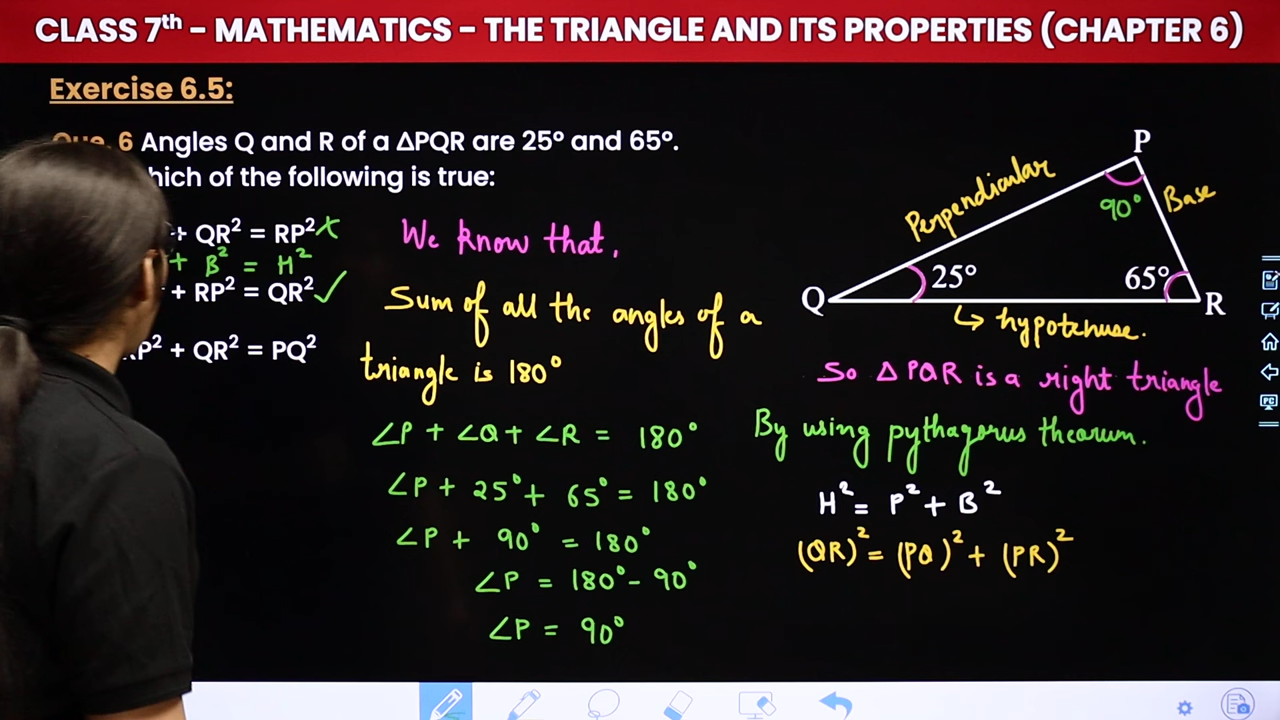 CLASS 7th – MATHEMATICS – THE TRIANGLE AND ITS PROPERTIES (CHAPTER 6)
Exercise 6.5:
Que. 6 Angles Q and R of a ΔPQR are 25° and 65°.
hich of the following is true:
+ QR² = RP² ✗
+ B² = H²
+ RP² = QR² ✓
P² + QR² = PQ²
We know that,
Sum of all the angles of a
triangle is 180°
∠P + ∠Q + ∠R = 180°
∠P + 25° + 65° = 180°
∠P + 90° = 180°
∠P = 180° - 90°
∠P = 90°
P
Perpendicular
Base
90°
25°
65°
Q
R
↳ hypotenuse.
So Δ PQR is a right triangle
By using pythagorus theorum.
H² = P² + B²
(QR)² = (PQ)² + (PR)²
PC